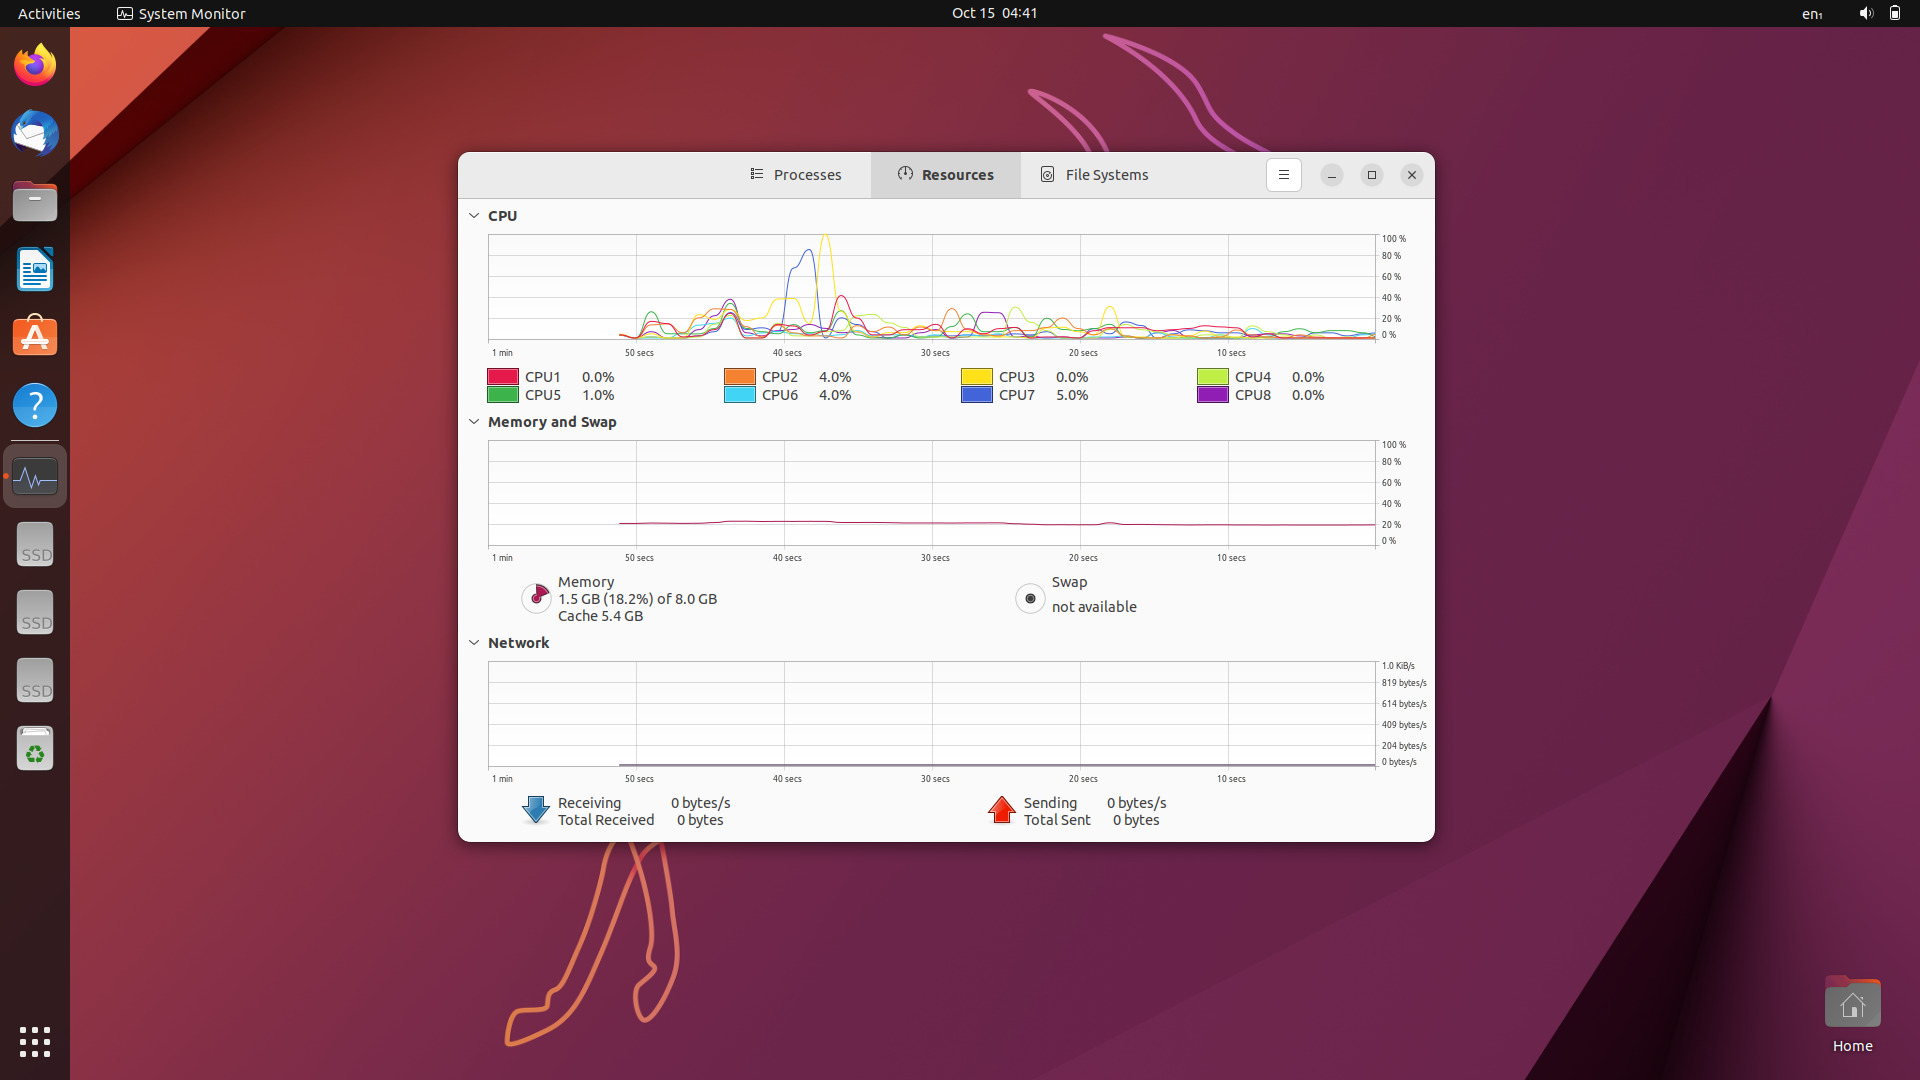 Activities System Monitor Oct 15 04:41 en₁
Processes Resources File Systems
CPU
100 %
80 %
60 %
40 %
20 %
0 %
1 min 50 secs 40 secs 30 secs 20 secs 10 secs
CPU1 0.0% CPU2 4.0% CPU3 0.0% CPU4 0.0%
CPU5 1.0% CPU6 4.0% CPU7 5.0% CPU8 0.0%
Memory and Swap
100 %
80 %
60 %
40 %
20 %
0 %
1 min 50 secs 40 secs 30 secs 20 secs 10 secs
Memory Swap
1.5 GB (18.2%) of 8.0 GB not available
Cache 5.4 GB
Network
1.0 KiB/s
819 bytes/s
614 bytes/s
409 bytes/s
204 bytes/s
0 bytes/s
1 min 50 secs 40 secs 30 secs 20 secs 10 secs
Receiving 0 bytes/s Sending 0 bytes/s
Total Received 0 bytes Total Sent 0 bytes
SSD
SSD
SSD
Home